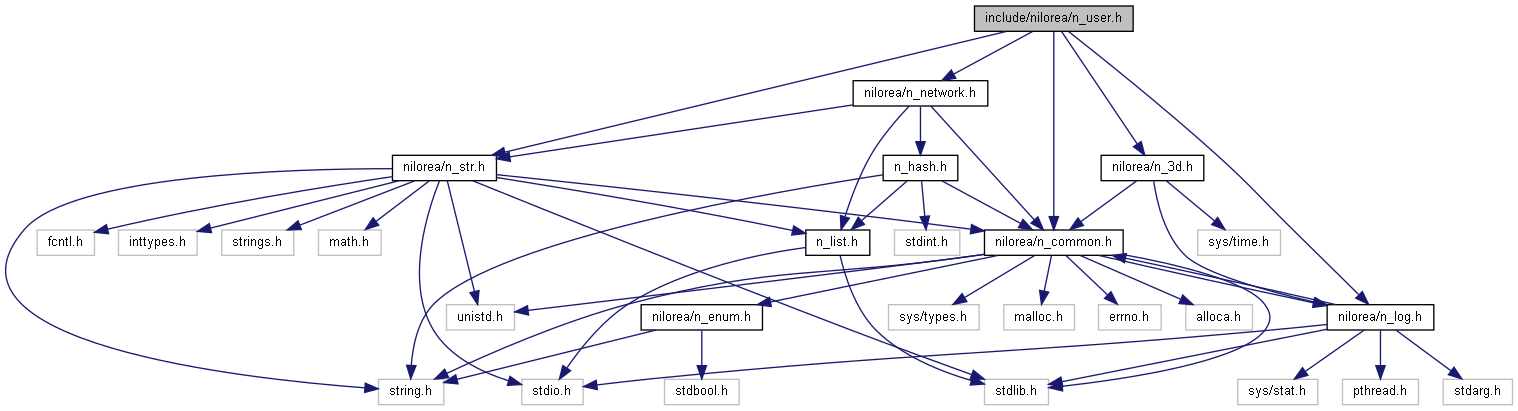 include/nilorea/n_user.h
nilorea/n_network.h
nilorea/n_str.h
n_hash.h
nilorea/n_3d.h
fcntl.h
inttypes.h
strings.h
math.h
n_list.h
stdint.h
nilorea/n_common.h
sys/time.h
unistd.h
nilorea/n_enum.h
sys/types.h
malloc.h
errno.h
alloca.h
nilorea/n_log.h
string.h
stdio.h
stdbool.h
stdlib.h
sys/stat.h
pthread.h
stdarg.h